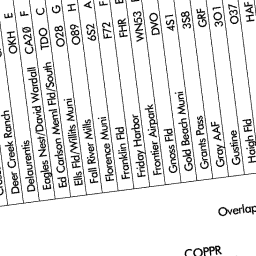 Deer Creek Ranch
Delaurentis OKH E
Eagles Nest/David Wardall CA20 F
Ed Carlson Meml Fld/South TDO C
Ells Fld/Willits Muni O28 G
Fall River Mills O89 H
Florence Muni 6S2 A
Franklin Fld F72 F
Friday Harbor FHR
Frontier Airpark WN53
Gnoss Fld DVO
Gold Beach Muni 4S1
Grants Pass 3S8
Gray AAF GRF
Gustine 3O1
Haigh Fld O37
HAF
Overlap
COPPR